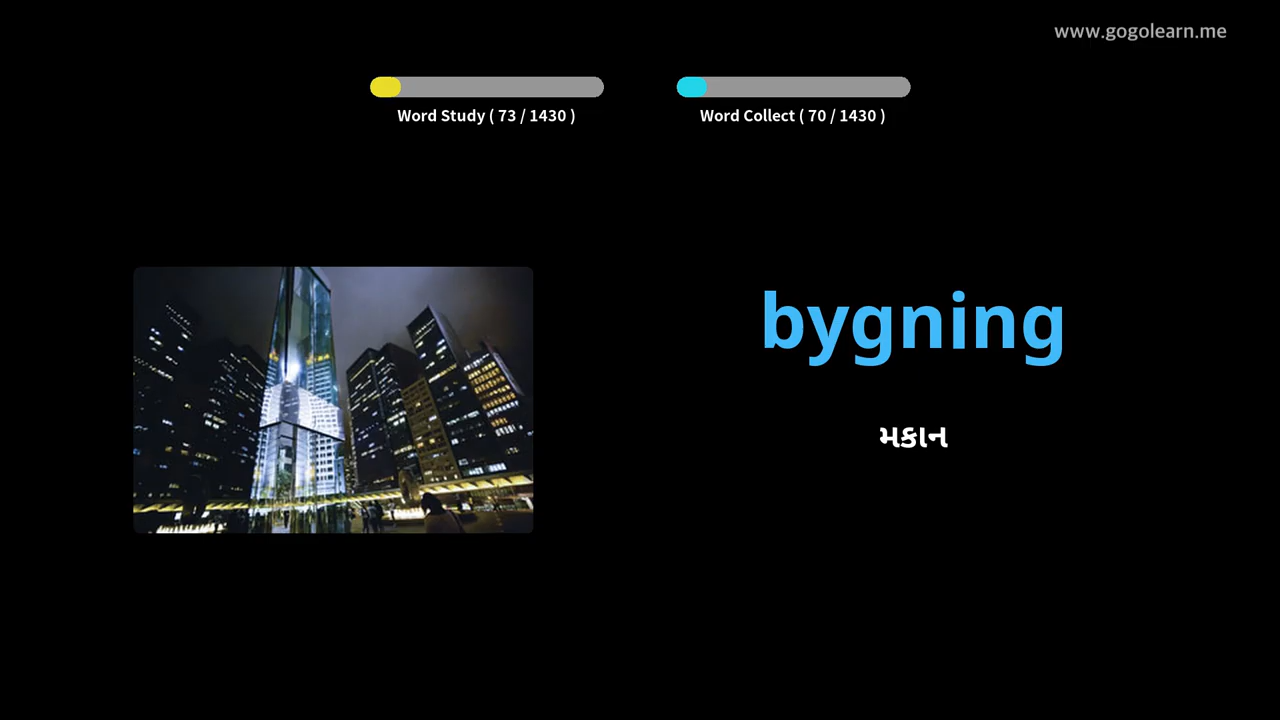 www.gogolearn.me
Word Study ( 73 / 1430 )
Word Collect ( 70 / 1430 )
bygning
મકાન